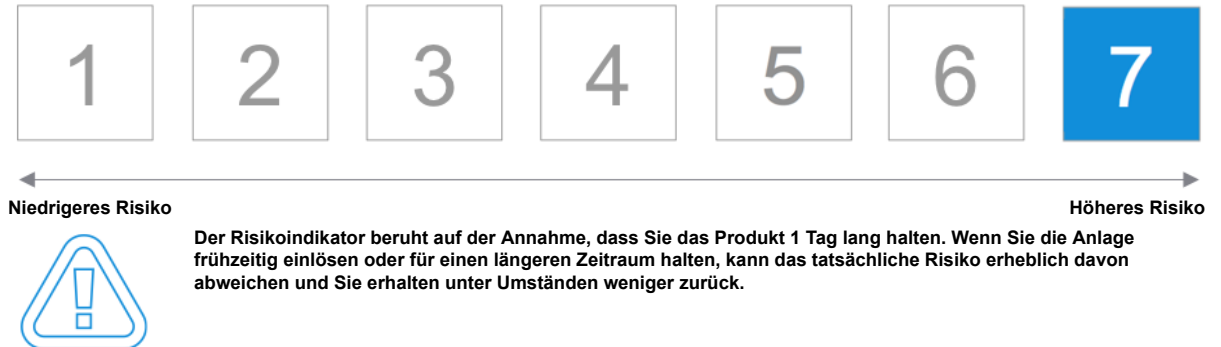 1 2 3 4 5 6 7
Niedrigeres Risiko Höheres Risiko
Der Risikoindikator beruht auf der Annahme, dass Sie das Produkt 1 Tag lang halten. Wenn Sie die Anlage
frühzeitig einlösen oder für einen längeren Zeitraum halten, kann das tatsächliche Risiko erheblich davon
abweichen und Sie erhalten unter Umständen weniger zurück.